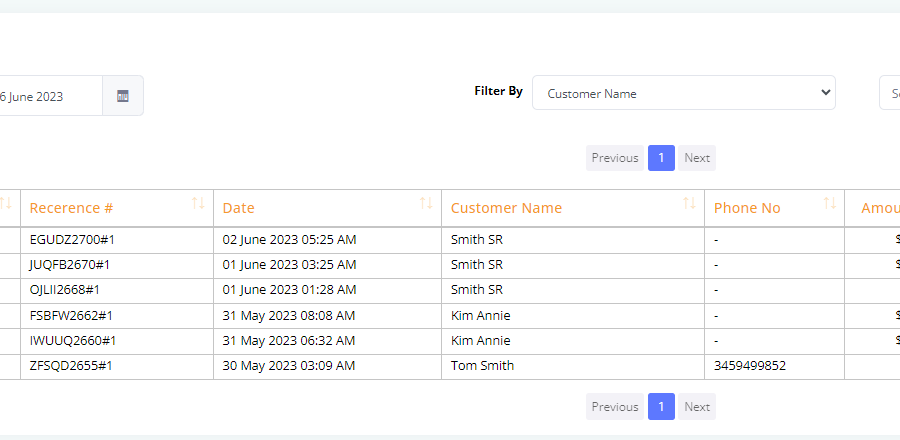 6 June 2023 Filter By Customer Name
Previous 1 Next
Recerence # Date Customer Name Phone No Amou
EGUDZ2700#1 02 June 2023 05:25 AM Smith SR - $
JUQFB2670#1 01 June 2023 03:25 AM Smith SR - $
OJLII2668#1 01 June 2023 01:28 AM Smith SR -
FSBFW2662#1 31 May 2023 08:08 AM Kim Annie - $
IWUUQ2660#1 31 May 2023 06:32 AM Kim Annie - $
ZFSQD2655#1 30 May 2023 03:09 AM Tom Smith 3459499852
Previous 1 Next